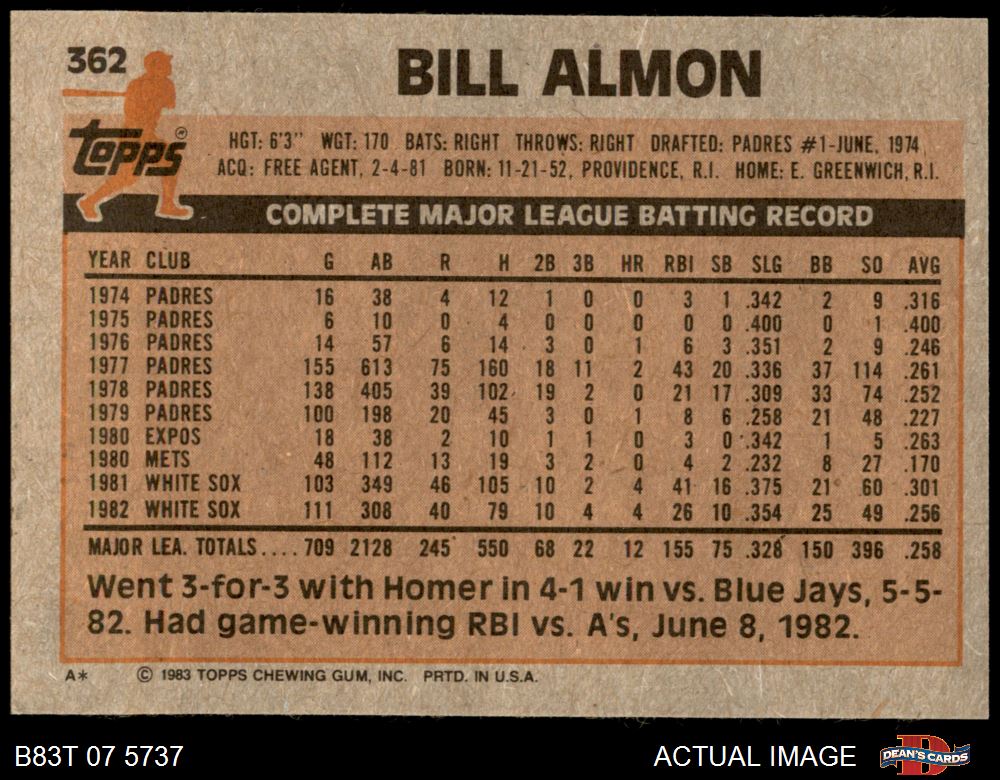 362
BILL ALMON
topps ®
HGT: 6'3" WGT: 170 BATS: RIGHT THROWS: RIGHT DRAFTED: PADRES #1-JUNE, 1974
ACQ: FREE AGENT, 2-4-81 BORN: 11-21-52, PROVIDENCE, R.I. HOME: E. GREENWICH, R.I.
COMPLETE MAJOR LEAGUE BATTING RECORD
YEAR CLUB G AB R H 2B 3B HR RBI SB SLG BB SO AVG
1974 PADRES 16 38 4 12 1 0 0 3 1 .342 2 9 .316
1975 PADRES 6 10 0 4 0 0 0 0 0 .400 0 1 .400
1976 PADRES 14 57 6 14 3 0 1 6 3 .351 2 9 .246
1977 PADRES 155 613 75 160 18 11 2 43 20 .336 37 114 .261
1978 PADRES 138 405 39 102 19 2 0 21 17 .309 33 74 .252
1979 PADRES 100 198 20 45 3 0 1 8 6 .258 21 48 .227
1980 EXPOS 18 38 2 10 1 1 0 3 0 .342 1 5 .263
1980 METS 48 112 13 19 3 2 0 4 2 .232 8 27 .170
1981 WHITE SOX 103 349 46 105 10 2 4 41 16 .375 21 60 .301
1982 WHITE SOX 111 308 40 79 10 4 4 26 10 .354 25 49 .256
MAJOR LEA. TOTALS.... 709 2128 245 550 68 22 12 155 75 .328 150 396 .258
Went 3-for-3 with Homer in 4-1 win vs. Blue Jays, 5-5-
82. Had game-winning RBI vs. A's, June 8, 1982.
A* © 1983 TOPPS CHEWING GUM, INC. PRTD. IN U.S.A.
B83T 07 5737 ACTUAL IMAGE DEAN'S CARDS